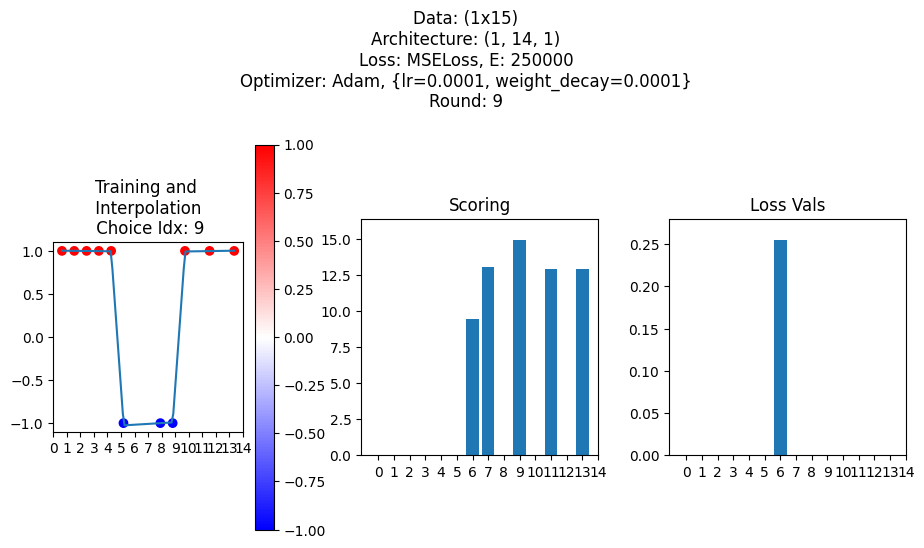 Data: (1x15)
Architecture: (1, 14, 1)
Loss: MSELoss, E: 250000
Optimizer: Adam, {lr=0.0001, weight_decay=0.0001}
Round: 9
Training and
Interpolation
Choice Idx: 9
1.0
0.5
0.0
−0.5
−1.0
0 1 2 3 4 5 6 7 8 9 10 11 12 13 14
1.00
0.75
0.50
0.25
0.00
−0.25
−0.50
−0.75
−1.00
Scoring
15.0
12.5
10.0
7.5
5.0
2.5
0.0
0 1 2 3 4 5 6 7 8 9 10 11 12 13 14
Loss Vals
0.25
0.20
0.15
0.10
0.05
0.00
0 1 2 3 4 5 6 7 8 9 10 11 12 13 14